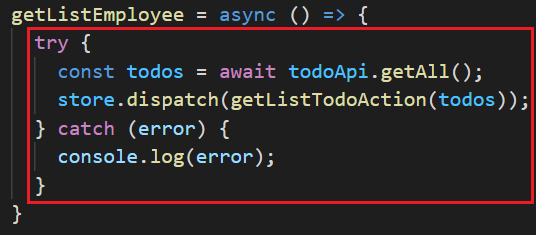 getListEmployee = async () => {
try {
const todos = await todoApi.getAll();
store.dispatch(getListTodoAction(todos));
} catch (error) {
console.log(error);
}
}